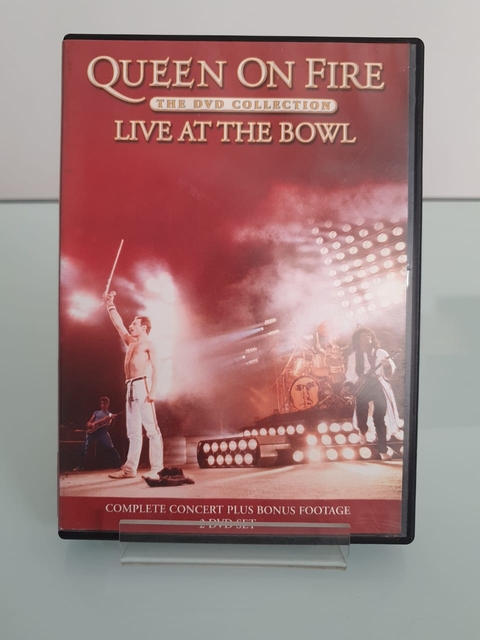 QUEEN ON FIRE
THE DVD COLLECTION
LIVE AT THE BOWL
COMPLETE CONCERT PLUS BONUS FOOTAGE
2 DVD SET